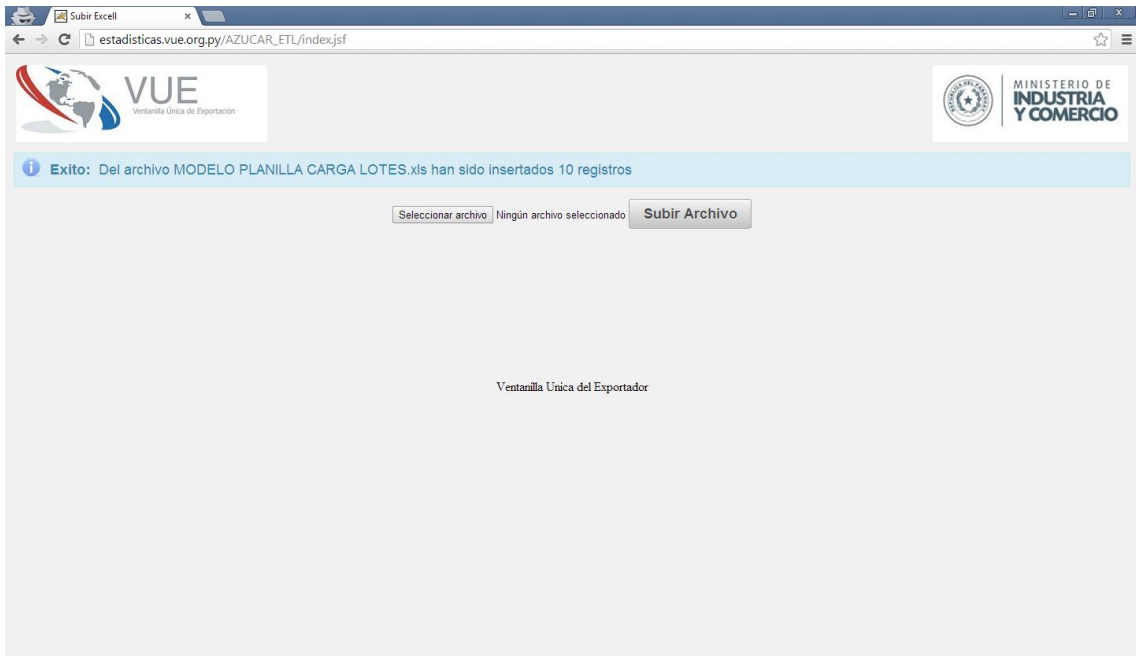 Subir Excell
estadisticas.vue.org.py/AZUCAR_ETL/index.jsf
VUE
Ventanilla Única de Exportación
MINISTERIO DE
INDUSTRIA
Y COMERCIO
Exito: Del archivo MODELO PLANILLA CARGA LOTES.xls han sido insertados 10 registros
Seleccionar archivo Ningún archivo seleccionado Subir Archivo
Ventanilla Unica del Exportador